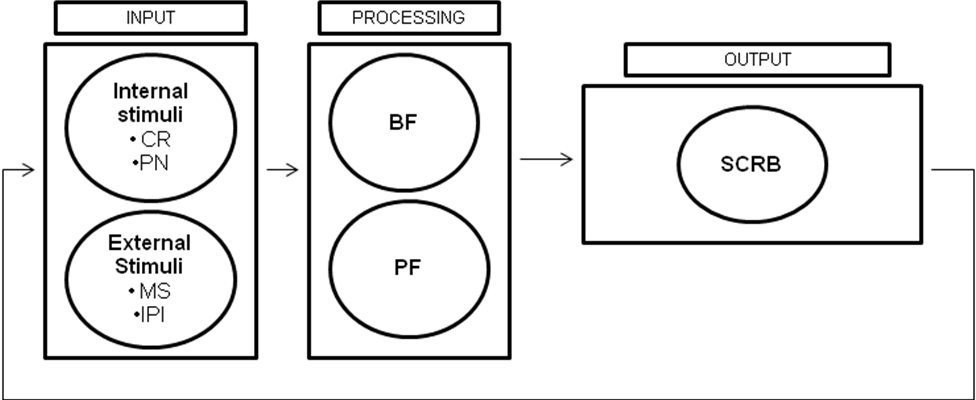 INPUT
Internal
stimuli
• CR
•PN
External
Stimuli
• MS
•IPI
PROCESSING
BF
PF
OUTPUT
SCRB